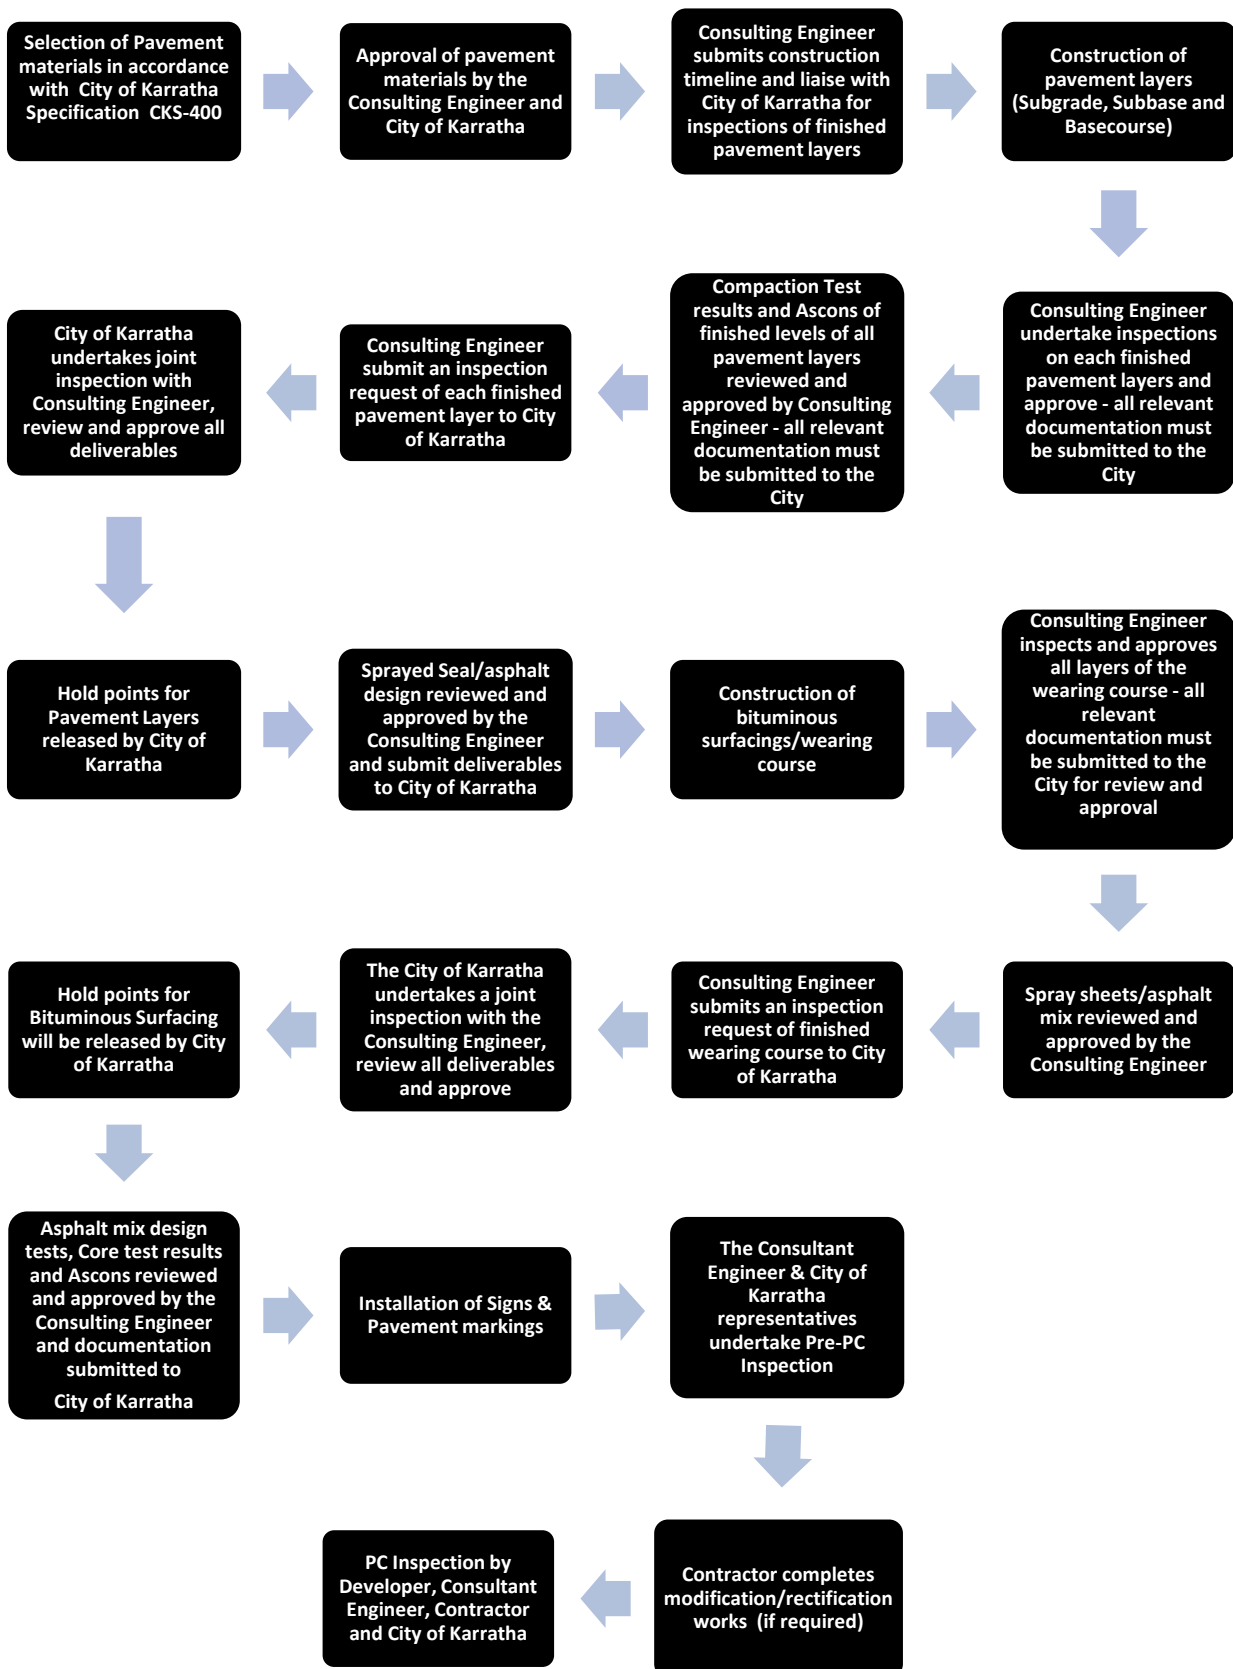 Selection of Pavement
materials in accordance
with City of Karratha
Specification CKS-400
Approval of pavement
materials by the
Consulting Engineer and
City of Karratha
Consulting Engineer
submits construction
timeline and liaise with
City of Karratha for
inspections of finished
pavement layers
Construction of
pavement layers
(Subgrade, Subbase and
Basecourse)
Consulting Engineer
undertake inspections
on each finished
pavement layers and
approve - all relevant
documentation must
be submitted to the
City
Compaction Test
results and Ascons of
finished levels of all
pavement layers
reviewed and
approved by Consulting
Engineer - all relevant
documentation must
be submitted to the
City
Consulting Engineer
submit an inspection
request of each finished
pavement layer to City
of Karratha
City of Karratha
undertakes joint
inspection with
Consulting Engineer,
review and approve all
deliverables
Hold points for
Pavement Layers
released by City of
Karratha
Sprayed Seal/asphalt
design reviewed and
approved by the
Consulting Engineer
and submit deliverables
to City of Karratha
Construction of
bituminous
surfacings/wearing
course
Consulting Engineer
inspects and approves
all layers of the
wearing course - all
relevant
documentation must
be submitted to the
City for review and
approval
Spray sheets/asphalt
mix reviewed and
approved by the
Consulting Engineer
Consulting Engineer
submits an inspection
request of finished
wearing course to City
of Karratha
The City of Karratha
undertakes a joint
inspection with the
Consulting Engineer,
review all deliverables
and approve
Hold points for
Bituminous Surfacing
will be released by City
of Karratha
Asphalt mix design
tests, Core test results
and Ascons reviewed
and approved by the
Consulting Engineer
and documentation
submitted to
City of Karratha
Installation of Signs &
Pavement markings
The Consultant
Engineer & City of
Karratha
representatives
undertake Pre-PC
Inspection
Contractor completes
modification/rectification
works (if required)
PC Inspection by
Developer, Consultant
Engineer, Contractor
and City of Karratha